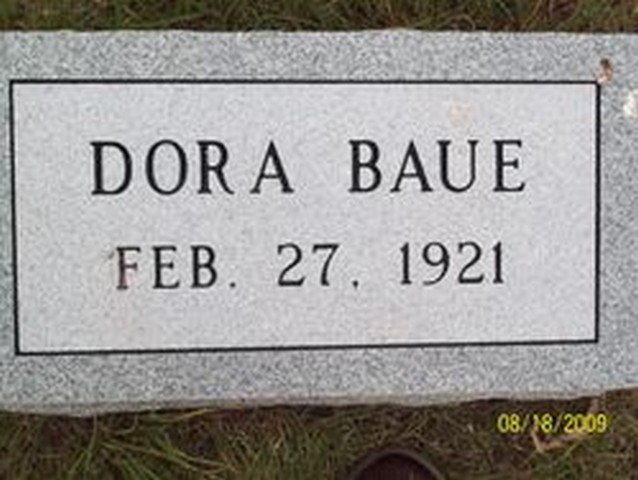 DORA BAUE
FEB. 27, 1921
08/18/2009